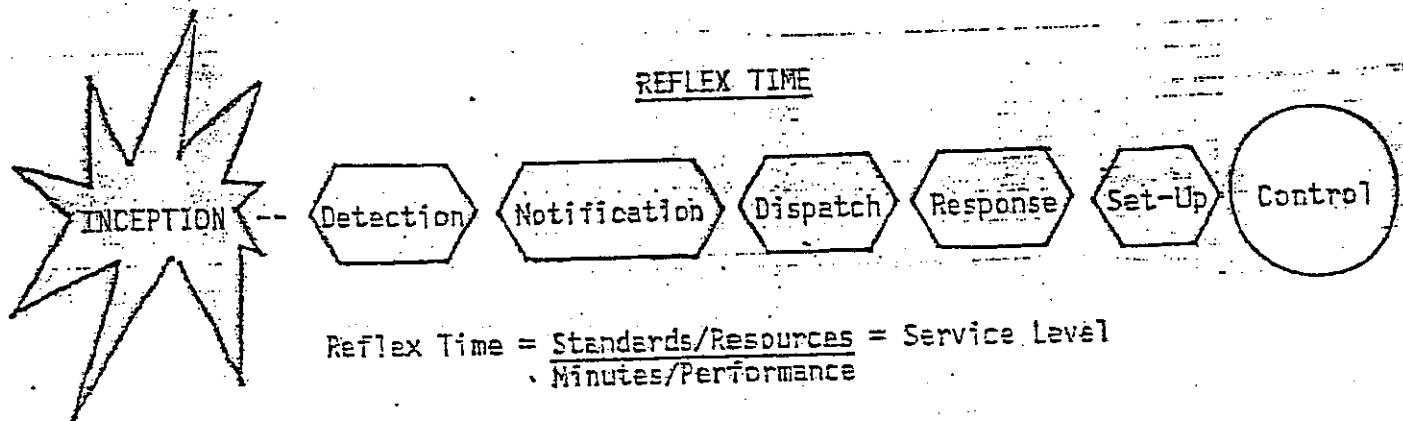 REFLEX TIME
INCEPTION -- Detection Notification Dispatch Response Set-Up Control
Reflex Time = Standards/Resources = Service Level
Minutes/Performance